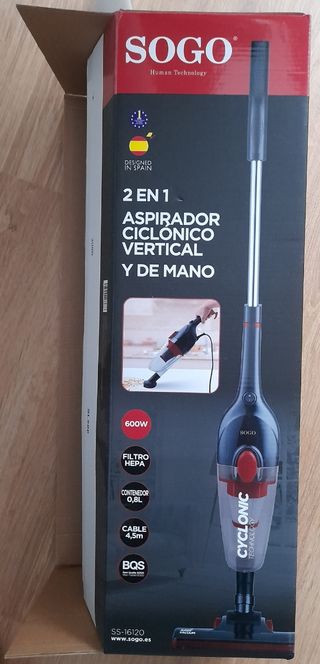 SOGO®
Human Technology
DESIGNED
IN SPAIN
2 EN 1
ASPIRADOR
CICLÓNICO
VERTICAL
Y DE MANO
600W
FILTRO
HEPA
CONTENEDOR
0,8L
CABLE
4,5m
BQS
SS-16120
www.sogo.es
SOGO
CYCLONIC